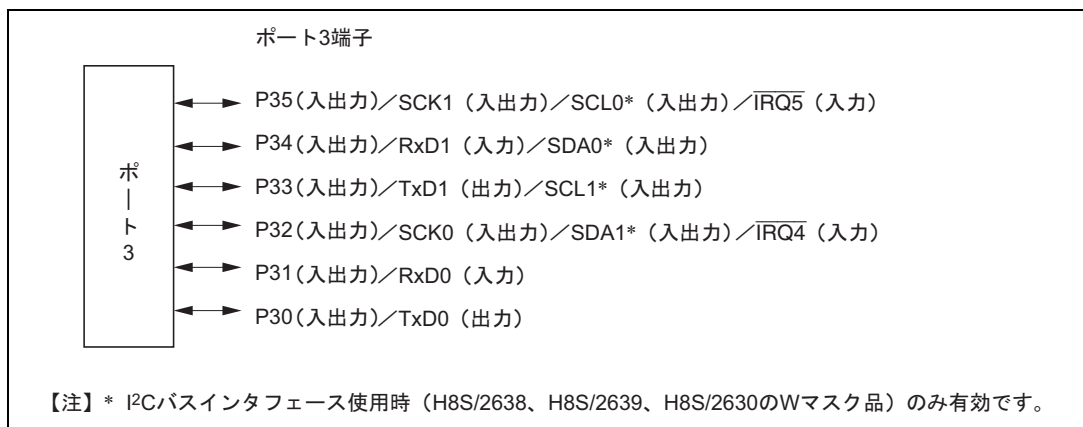 ポート3端子
ポート3
P35(入出力)／SCK1（入出力）／SCL0*（入出力）／I̅R̅Q̅5̅（入力）
P34(入出力)／RxD1（入力）／SDA0*（入出力）
P33(入出力)／TxD1（出力）／SCL1*（入出力）
P32(入出力)／SCK0（入出力）／SDA1*（入出力）／I̅R̅Q̅4̅（入力）
P31(入出力)／RxD0（入力）
P30(入出力)／TxD0（出力）
【注】* I²Cバスインタフェース使用時（H8S/2638、H8S/2639、H8S/2630のWマスク品）のみ有効です。